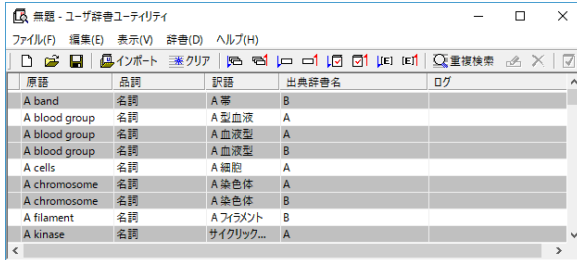 無題 - ユーザ辞書ユーティリティ
ファイル(F) 編集(E) 表示(V) 辞書(D) ヘルプ(H)
インポート クリア [E] [E] 重複検索
原語 品詞 訳語 出典辞書名 ログ
A band 名詞 A 帯 B
A blood group 名詞 A 型血液 A
A blood group 名詞 A 血液型 A
A blood group 名詞 A 血液型 B
A cells 名詞 A 細胞 A
A chromosome 名詞 A 染色体 A
A chromosome 名詞 A 染色体 B
A filament 名詞 A フィラメント B
A kinase 名詞 サイクリック... A